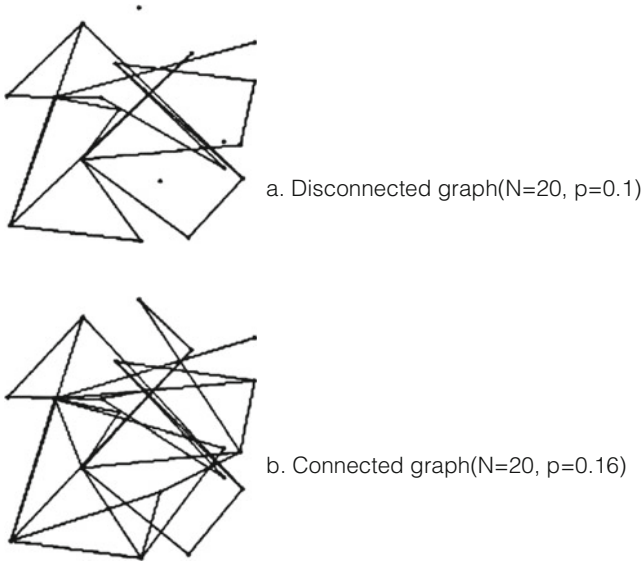 a. Disconnected graph(N=20, p=0.1)
b. Connected graph(N=20, p=0.16)